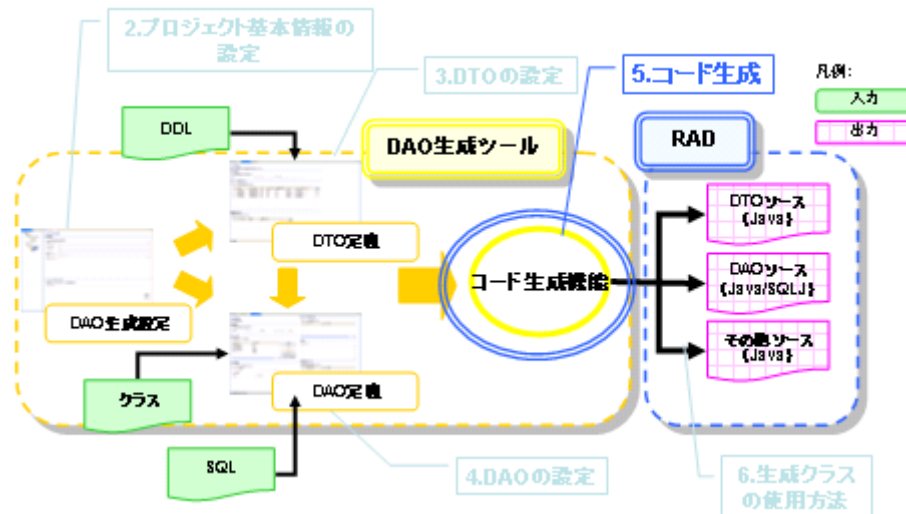 2.プロジェクト基本情報の
設定
3.DTOの設定
5.コード生成
凡例:
入力
出力
DDL
DAO生成ツール
RAD
DTO定義
DTOソース
(Java)
コード生成機能
DAOソース
(Java/SQLJ)
DAO生成設定
その他ソース
(Java)
クラス
DAO定義
SQL
4.DAOの設定
6.生成クラス
の使用方法